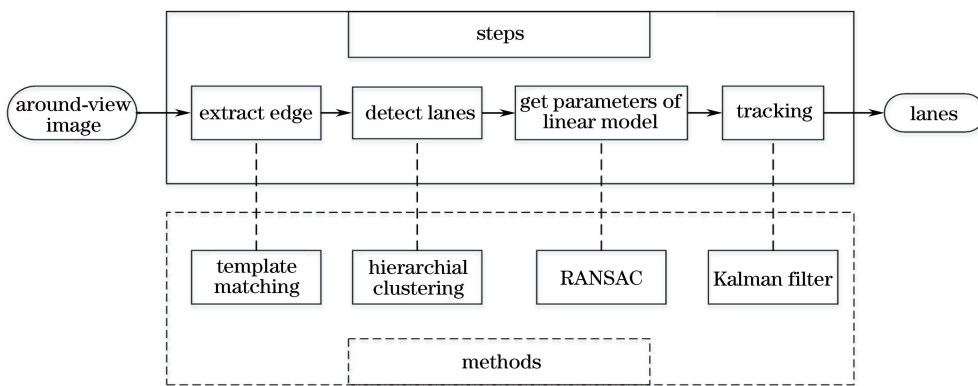 steps
around-view
image
extract edge
detect lanes
get parameters of
linear model
tracking
lanes
template
matching
hierarchial
clustering
RANSAC
Kalman filter
methods